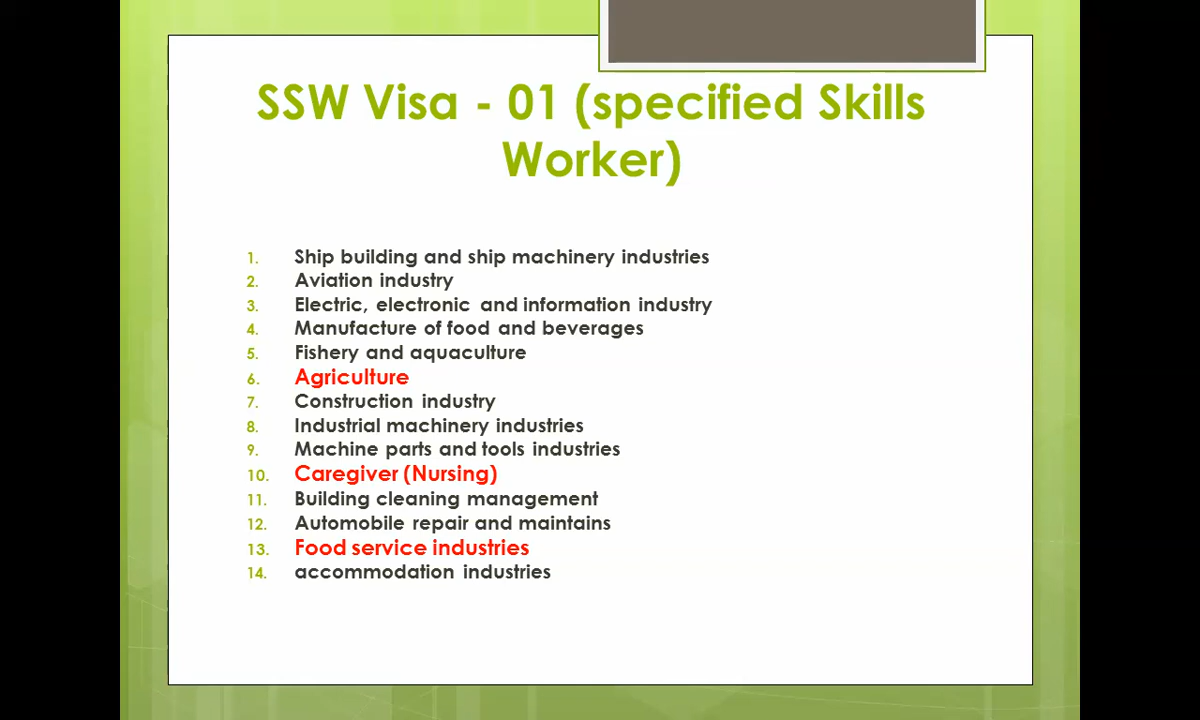 SSW Visa - 01 (specified Skills
Worker)
1. Ship building and ship machinery industries
2. Aviation industry
3. Electric, electronic and information industry
4. Manufacture of food and beverages
5. Fishery and aquaculture
6. Agriculture
7. Construction industry
8. Industrial machinery industries
9. Machine parts and tools industries
10. Caregiver (Nursing)
11. Building cleaning management
12. Automobile repair and maintains
13. Food service industries
14. accommodation industries